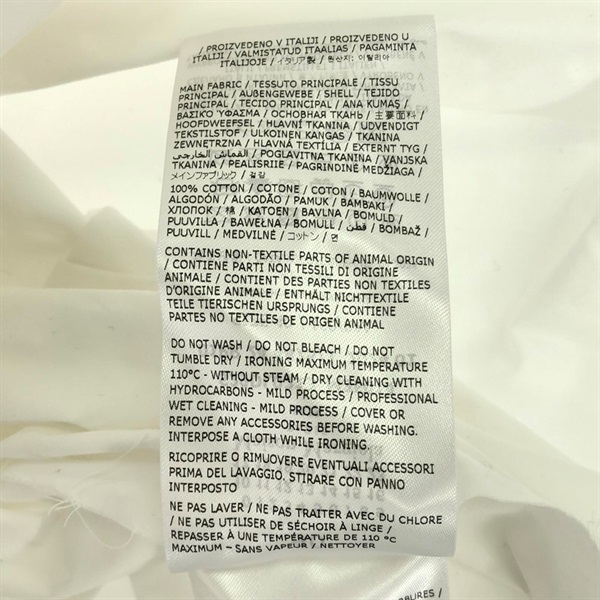 / PROIZVEDENO V ITALIJI / PROIZVEDENO U
ITALIJI / VALMISTATUD ITAALIAS / PAGAMINTA
ITALIJOJE / イタリア製 / 원산지: 이탈리아
MAIN FABRIC / TESSUTO PRINCIPALE / TISSU
PRINCIPAL / AUßENGEWEBE / SHELL / TEJIDO
PRINCIPAL / TECIDO PRINCIPAL / ANA KUMAŞ /
ΒΑΣΙΚΟ ΎΦΑΣΜΑ / ОСНОВНАЯ ТКАНЬ / 主要面料 /
HOOFDWEEFSEL / HLAVNÍ TKANINA / UDVENDIGT
TEKSTILSTOF / ULKOINEN KANGAS / TKANINA
ZEWNĘTRZNA / HLAVNÁ TEXTÍLIA / EXTERNT TYG /
القماش الخارجي / POGLAVITNA TKANINA / VANJSKA
TKANINA / PEALISRIIE / PAGRINDINĖ MEDŽIAGA /
メインファブリック / 겉감
100% COTTON / COTONE / COTON / BAUMWOLLE /
ALGODÓN / ALGODÃO / PAMUK / ΒΑΜΒΑΚΙ /
ХЛОПОК / 棉 / KATOEN / BAVLNA / BOMULD /
PUUVILLA / BAWEŁNA / BOMULL / قطن / BOMBAŽ /
PUUVILL / MEDVILNĖ / コットン / 면
CONTAINS NON-TEXTILE PARTS OF ANIMAL ORIGIN
/ CONTIENE PARTI NON TESSILI DI ORIGINE
ANIMALE / CONTIENT DES PARTIES NON TEXTILES
D'ORIGINE ANIMALE / ENTHÄLT NICHTTEXTILE
TEILE TIERISCHEN URSPRUNGS / CONTIENE
PARTES NO TEXTILES DE ORIGEN ANIMAL
DO NOT WASH / DO NOT BLEACH / DO NOT
TUMBLE DRY / IRONING MAXIMUM TEMPERATURE
110°C - WITHOUT STEAM / DRY CLEANING WITH
HYDROCARBONS - MILD PROCESS / PROFESSIONAL
WET CLEANING - MILD PROCESS / COVER OR
REMOVE ANY ACCESSORIES BEFORE WASHING.
INTERPOSE A CLOTH WHILE IRONING.
RICOPRIRE O RIMUOVERE EVENTUALI ACCESSORI
PRIMA DEL LAVAGGIO. STIRARE CON PANNO
INTERPOSTO
NE PAS LAVER / NE PAS TRAITER AVEC DU CHLORE
/ NE PAS UTILISER DE SÉCHOIR À LINGE /
REPASSER À UNE TEMPÉRATURE DE 110 °C
MAXIMUM - SANS VAPEUR / NETTOYER